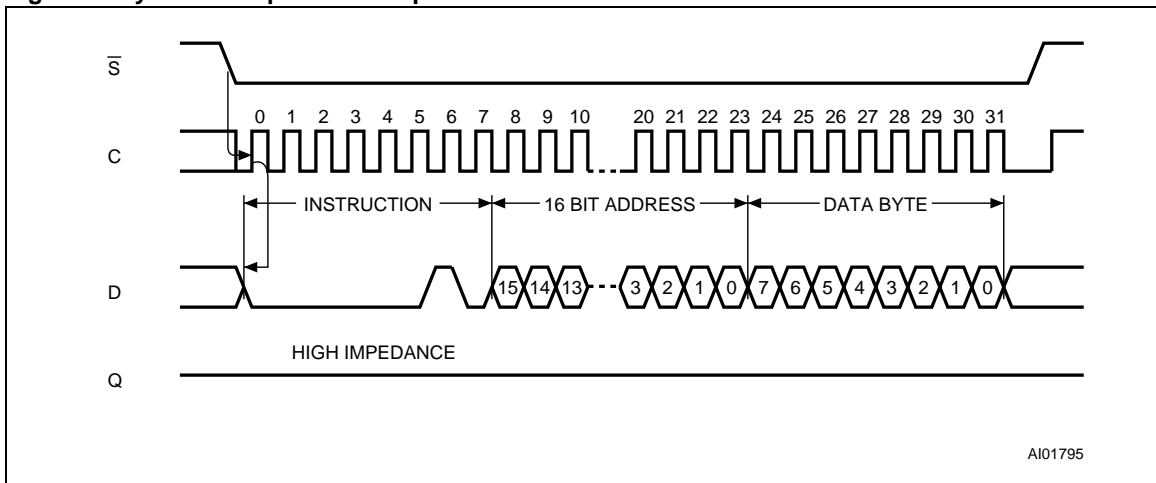 S
0 1 2 3 4 5 6 7 8 9 10 20 21 22 23 24 25 26 27 28 29 30 31
C
INSTRUCTION 16 BIT ADDRESS DATA BYTE
D 15 14 13 3 2 1 0 7 6 5 4 3 2 1 0
HIGH IMPEDANCE
Q
AI01795